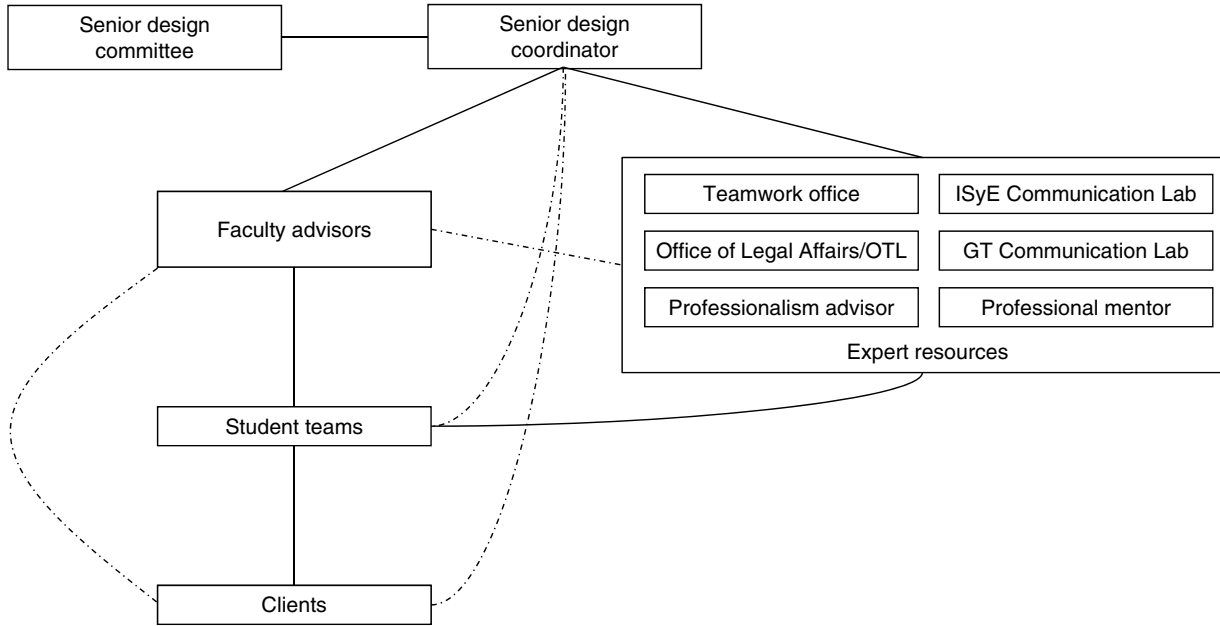 Senior design
committee
Senior design
coordinator
Faculty advisors
Teamwork office
ISyE Communication Lab
Office of Legal Affairs/OTL
GT Communication Lab
Professionalism advisor
Professional mentor
Expert resources
Student teams
Clients